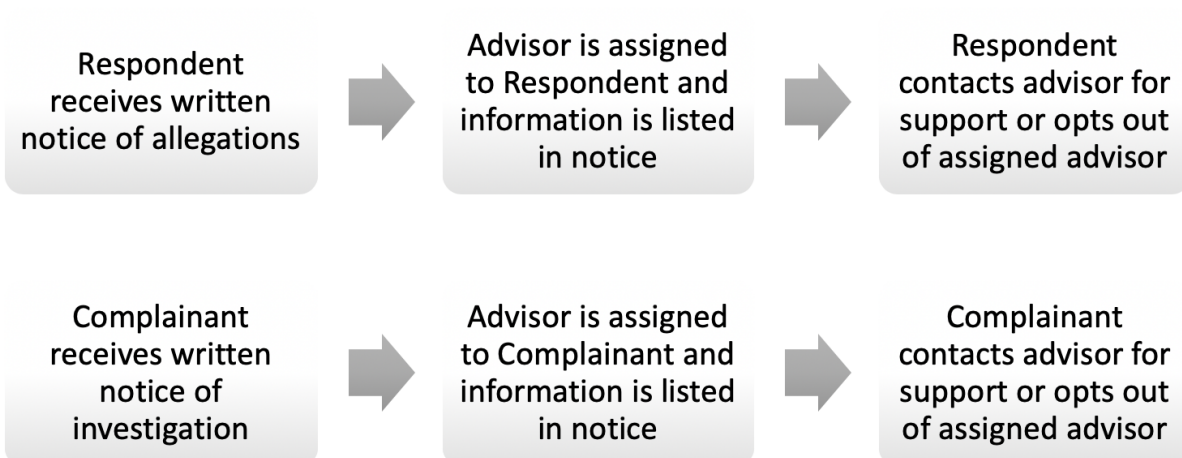 Respondent
receives written
notice of allegations
Advisor is assigned
to Respondent and
information is listed
in notice
Respondent
contacts advisor for
support or opts out
of assigned advisor
Complainant
receives written
notice of
investigation
Advisor is assigned
to Complainant and
information is listed
in notice
Complainant
contacts advisor for
support or opts out
of assigned advisor